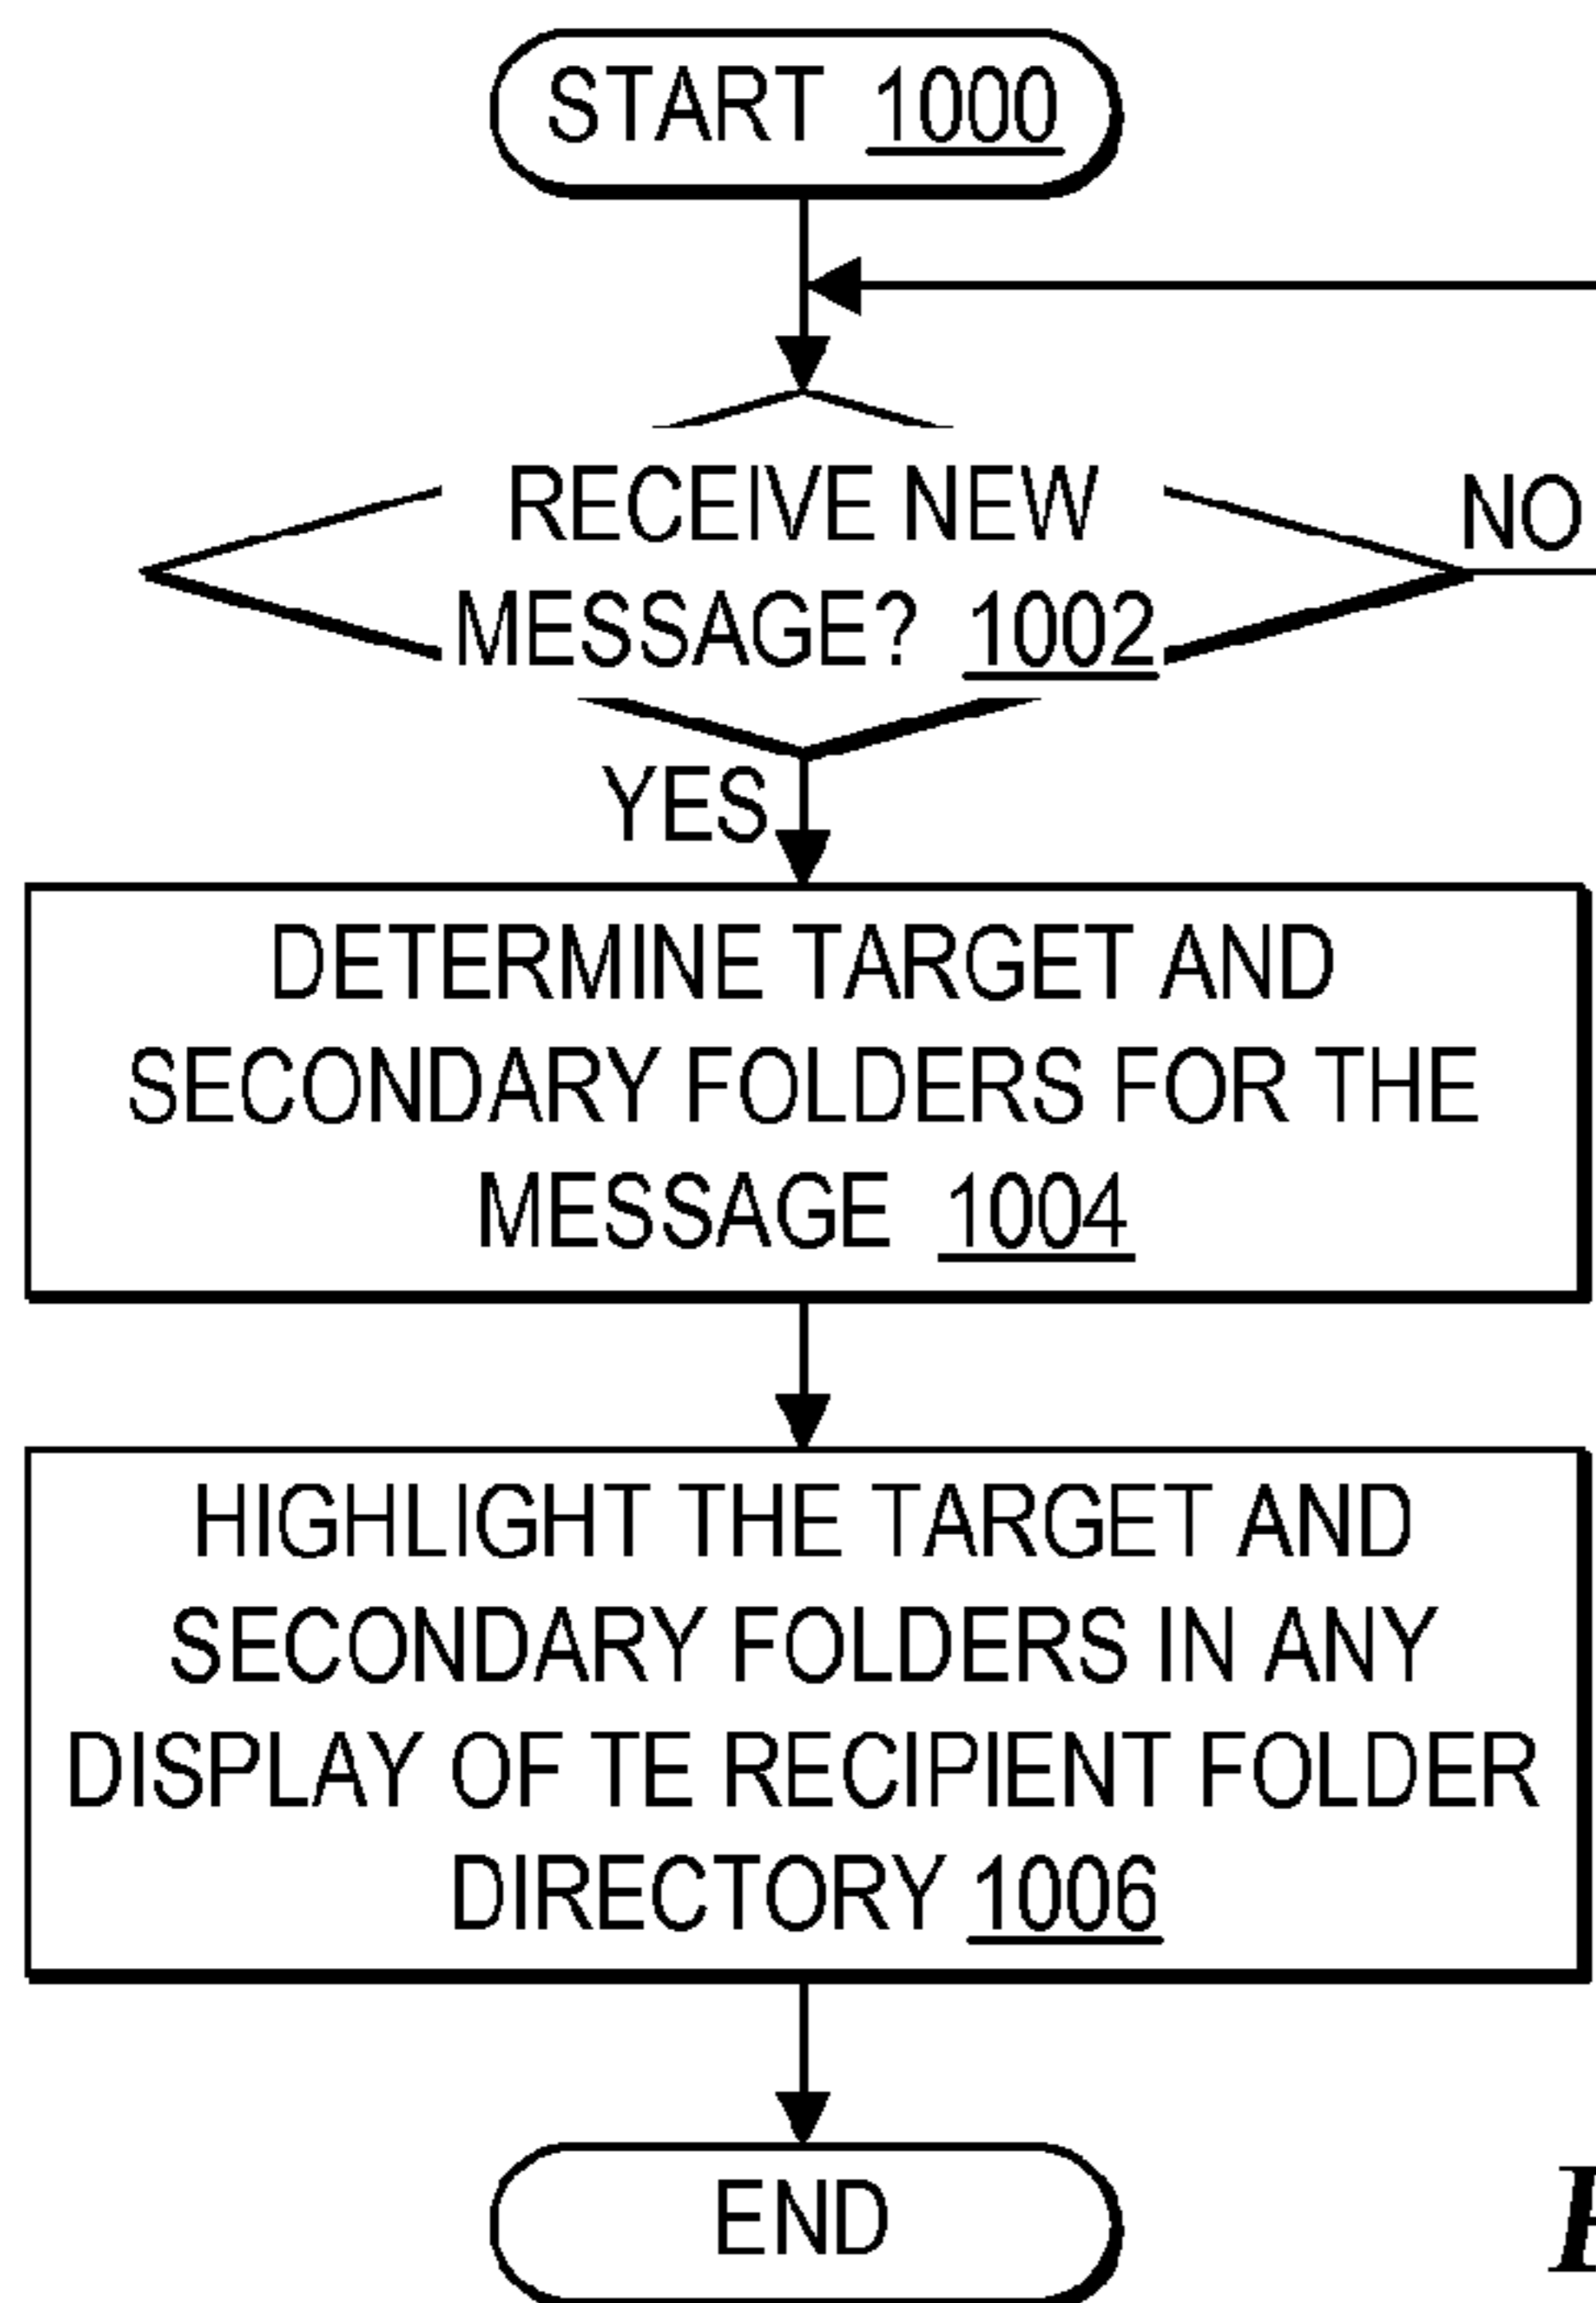 START 1000
RECEIVE NEW
MESSAGE? 1002
NO
YES
DETERMINE TARGET AND
SECONDARY FOLDERS FOR THE
MESSAGE 1004
HIGHLIGHT THE TARGET AND
SECONDARY FOLDERS IN ANY
DISPLAY OF TE RECIPIENT FOLDER
DIRECTORY 1006
END